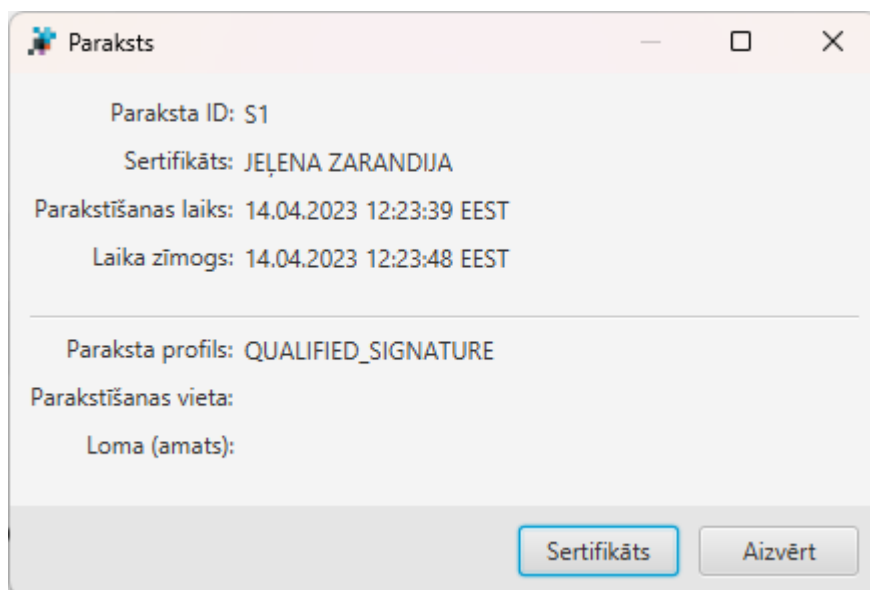 Paraksts
Paraksta ID: S1
Sertifikāts: JEĻENA ZARANDIJA
Parakstīšanas laiks: 14.04.2023 12:23:39 EEST
Laika zīmogs: 14.04.2023 12:23:48 EEST
Paraksta profils: QUALIFIED_SIGNATURE
Parakstīšanas vieta:
Loma (amats):
Sertifikāts Aizvērt